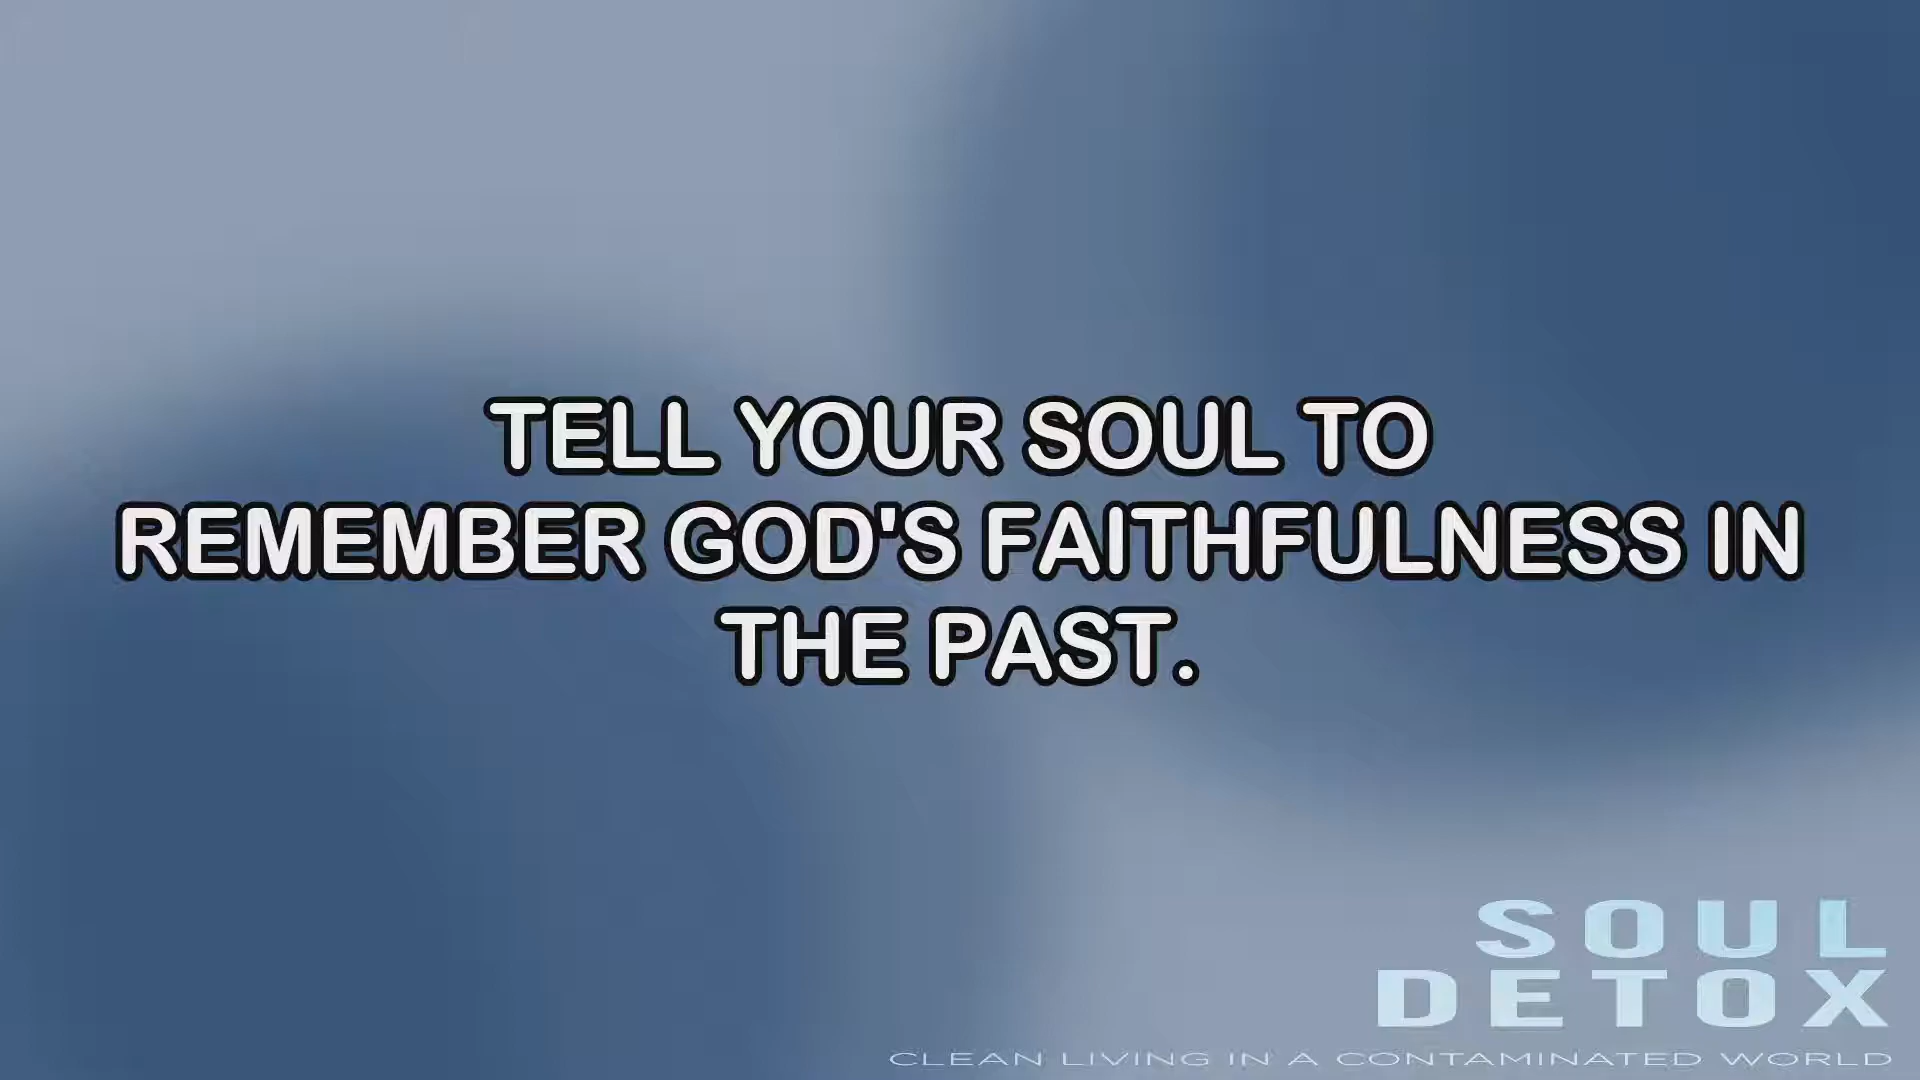 TELL YOUR SOUL TO
REMEMBER GOD'S FAITHFULNESS IN
THE PAST.
SOUL
DETOX
CLEAN LIVING IN A CONTAMINATED WORLD